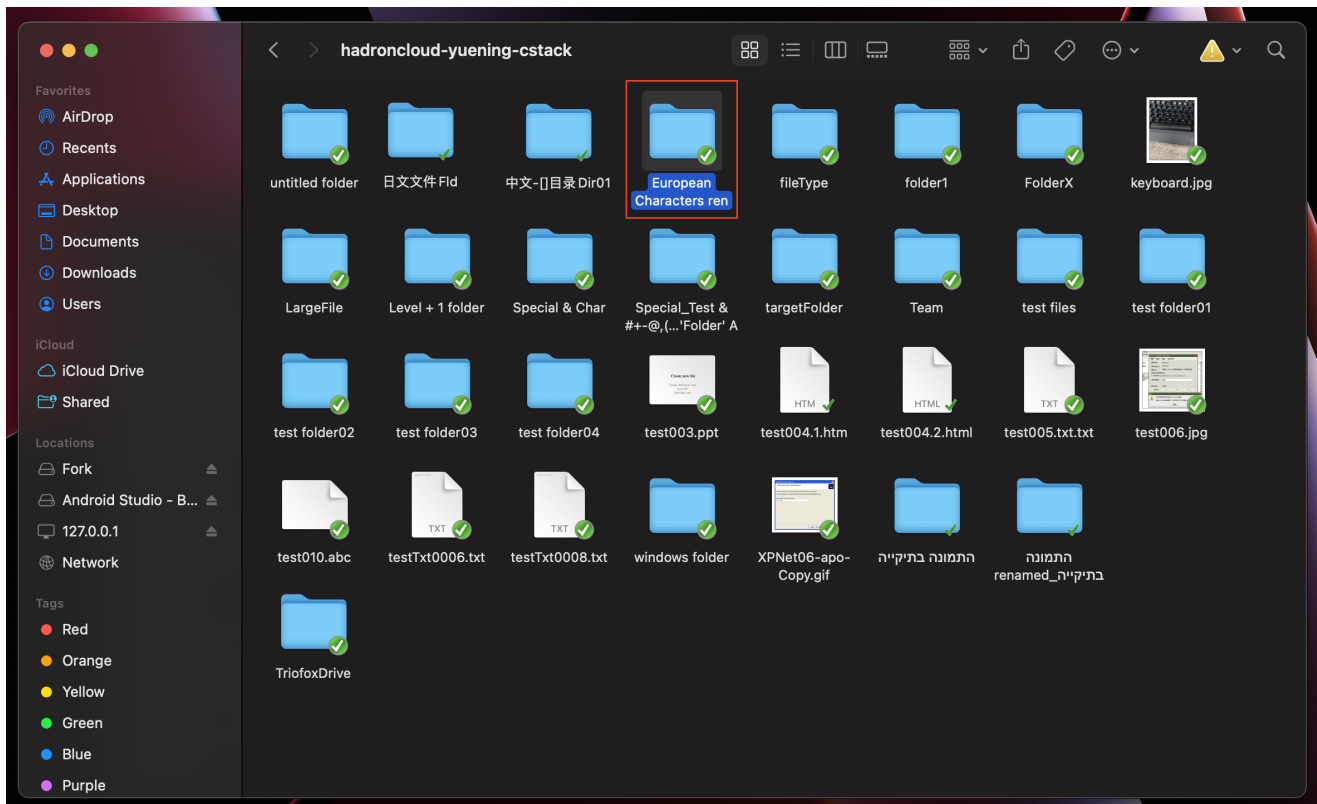 hadroncloud-yuening-cstack
Favorites
AirDrop
Recents
Applications
Desktop
Documents
Downloads
Users
iCloud
iCloud Drive
Shared
Locations
Fork
Android Studio - B...
127.0.0.1
Network
Tags
Red
Orange
Yellow
Green
Blue
Purple
untitled folder
日文文件Fld
中文-[]目录Dir01
European
Characters ren
fileType
folder1
FolderX
keyboard.jpg
LargeFile
Level + 1 folder
Special & Char
Special_Test &
#+-@,(...'Folder' A
targetFolder
Team
test files
test folder01
test folder02
test folder03
test folder04
Create new file
test003.ppt
HTM
test004.1.htm
HTML
test004.2.html
TXT
test005.txt.txt
test006.jpg
test010.abc
TXT
testTxt0006.txt
TXT
testTxt0008.txt
windows folder
XPNet06-apo-
Copy.gif
התמונה בתיקייה
התמונה
בתיקייה_renamed
TriofoxDrive